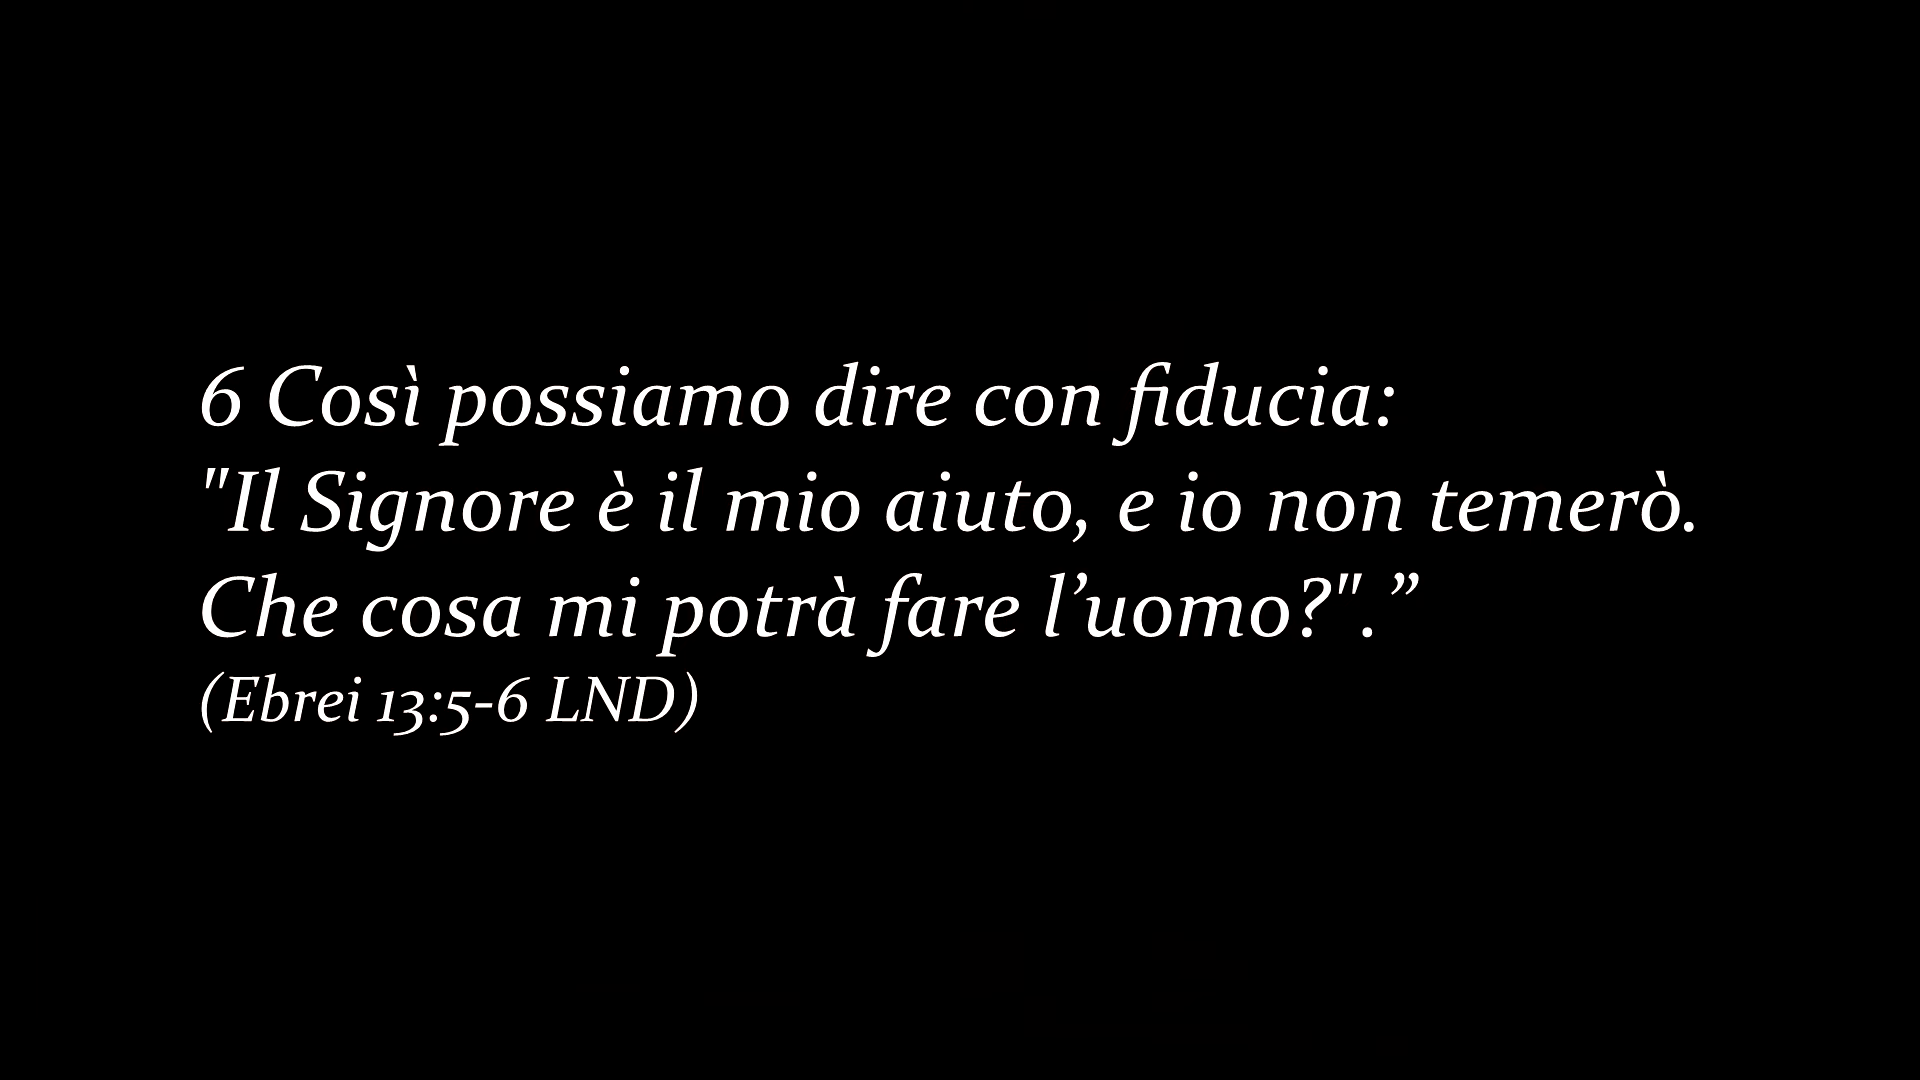 6 Così possiamo dire con fiducia:
"Il Signore è il mio aiuto, e io non temerò.
Che cosa mi potrà fare l’uomo?".”
(Ebrei 13:5-6 LND)